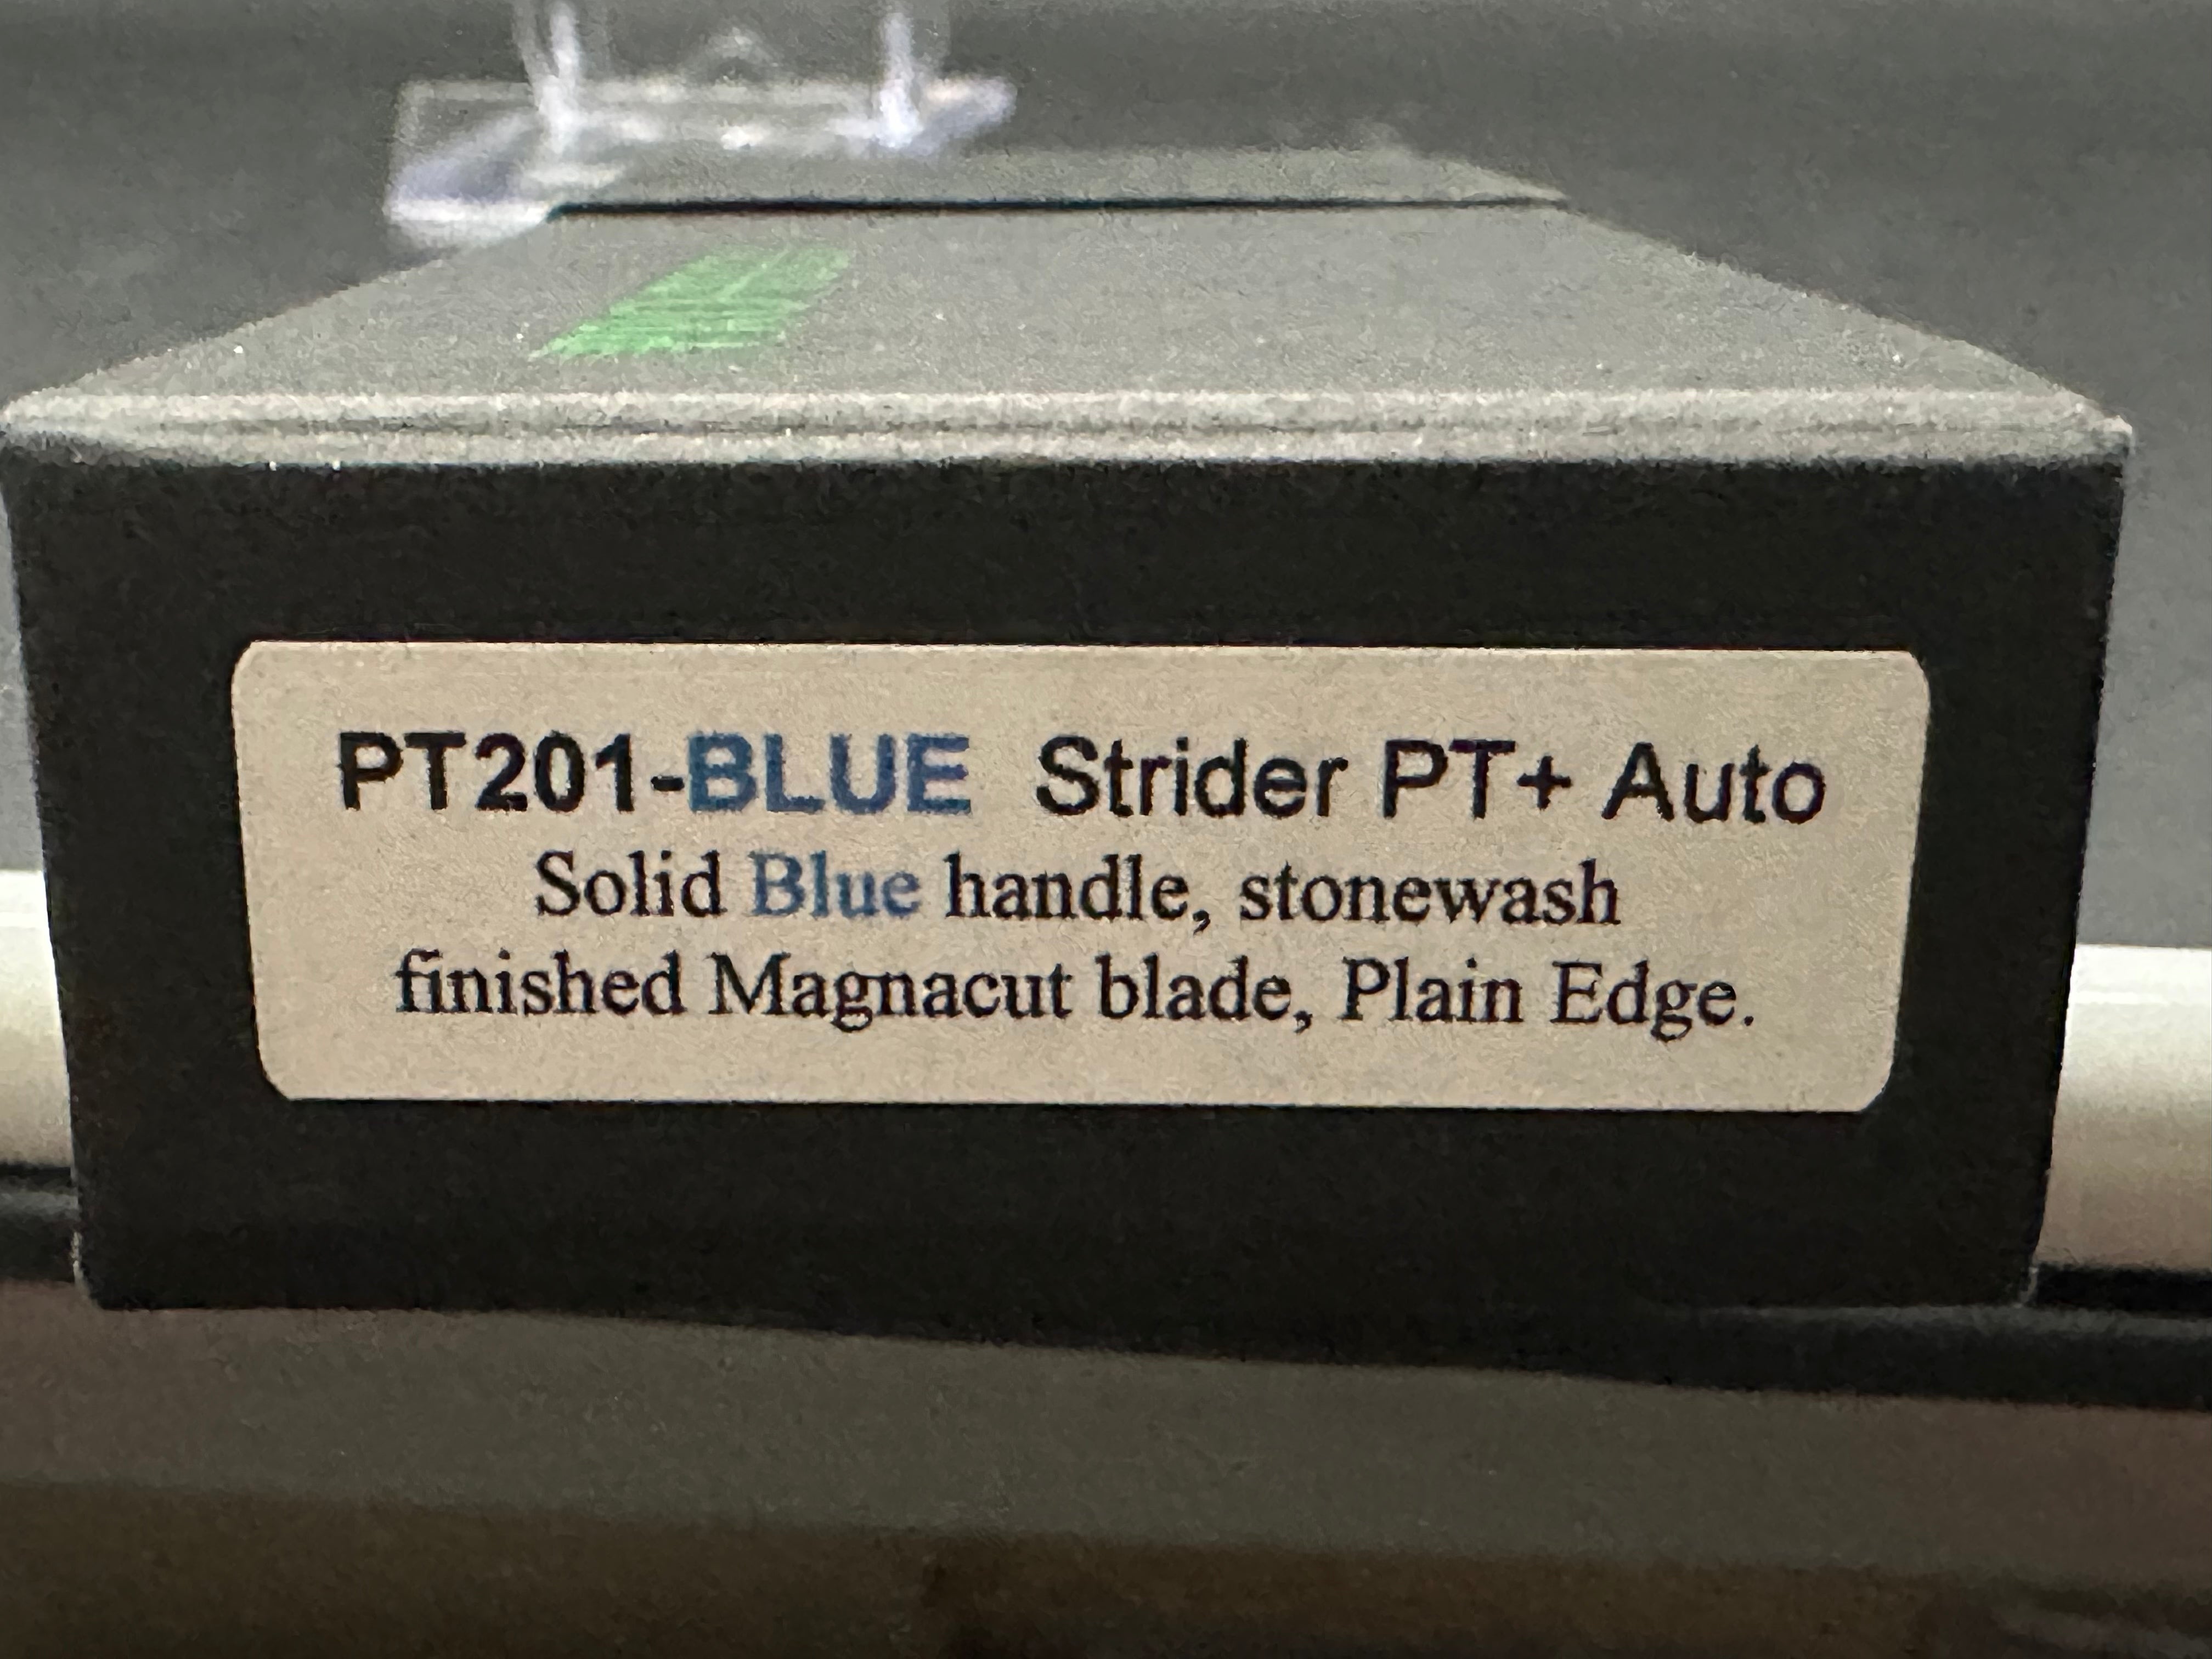 PT201-BLUE Strider PT+ Auto
Solid Blue handle, stonewash
finished Magnacut blade, Plain Edge.